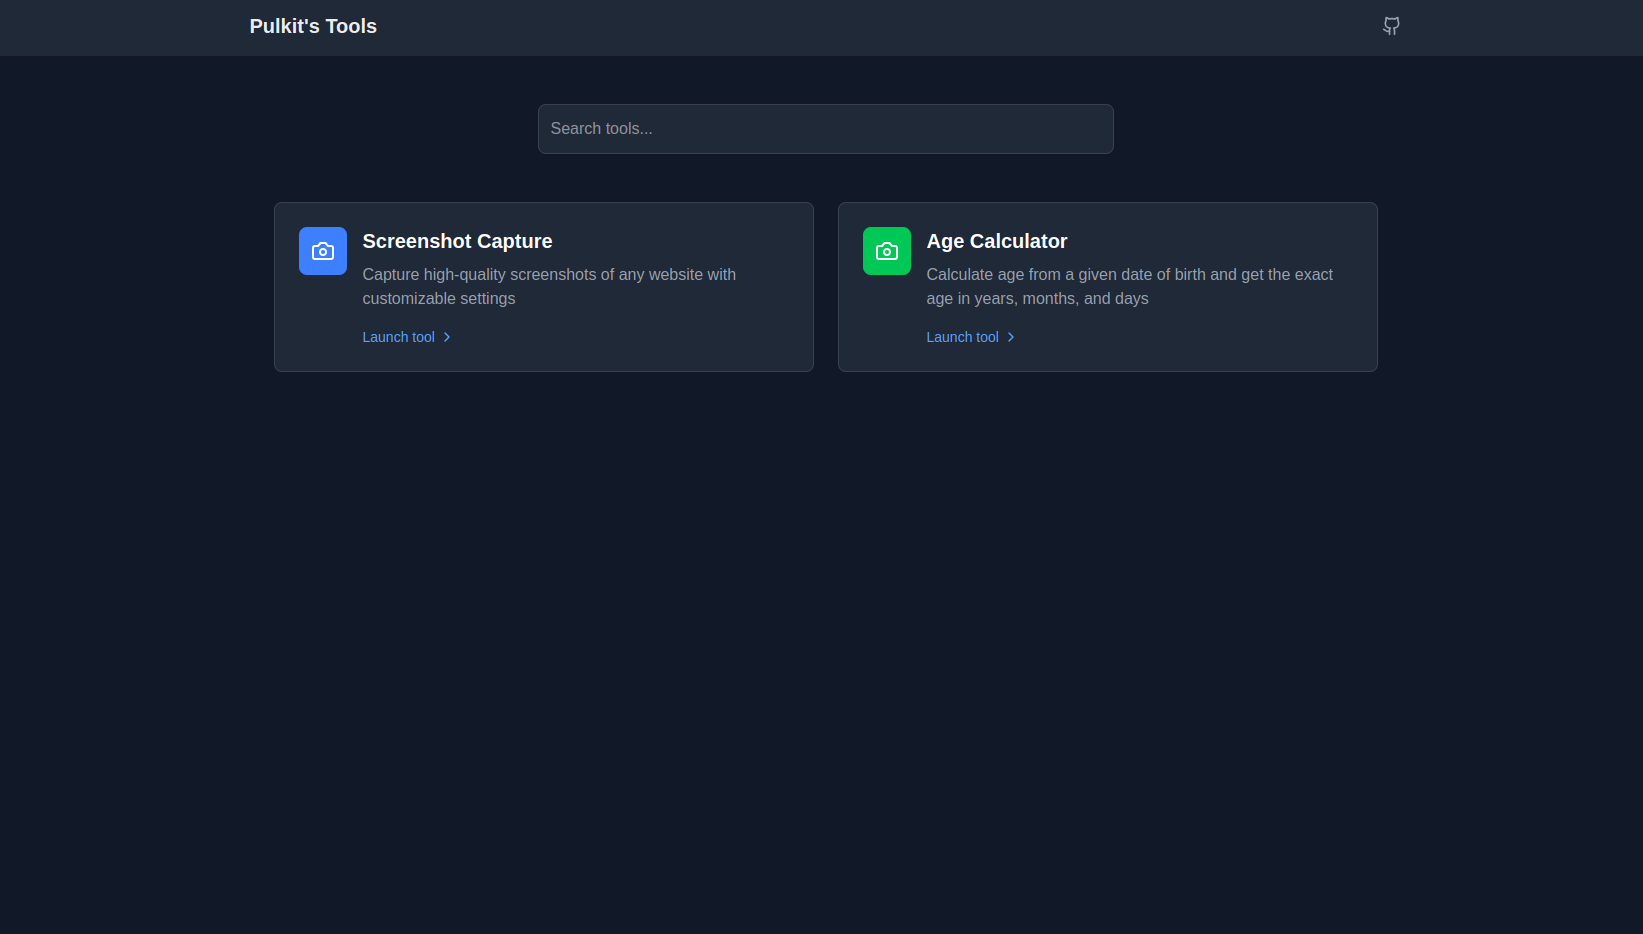 Pulkit's Tools
Search tools...
Screenshot Capture
Capture high-quality screenshots of any website with
customizable settings
Launch tool
Age Calculator
Calculate age from a given date of birth and get the exact
age in years, months, and days
Launch tool